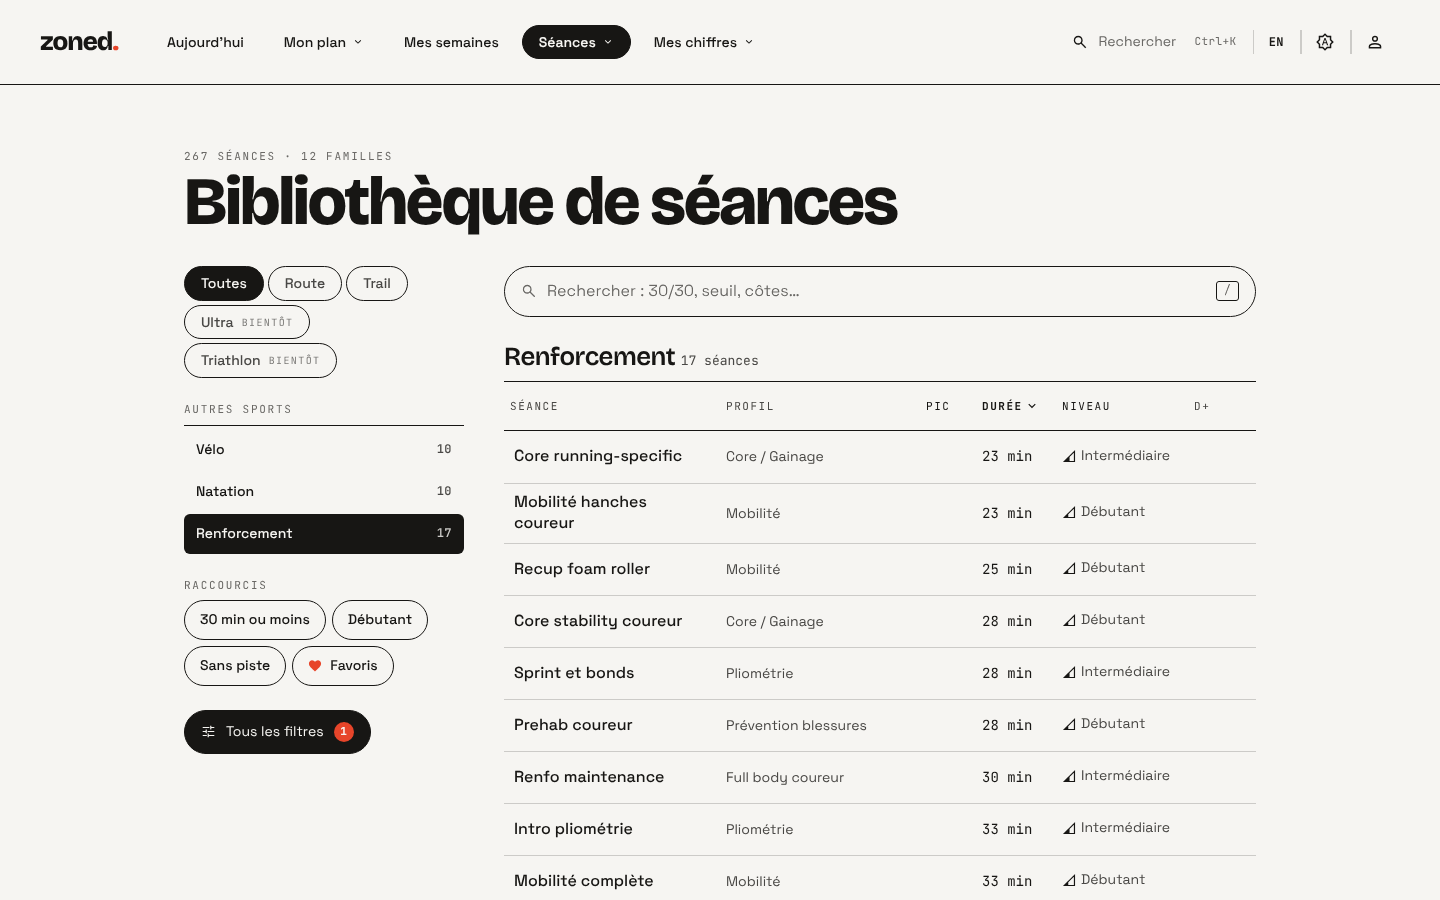 zoned.
Aujourd'hui
Mon plan
Mes semaines
Séances
Mes chiffres
Rechercher Ctrl+K
EN
A
267 SÉANCES · 12 FAMILLES
Bibliothèque de séances
Toutes
Route
Trail
Ultra BIENTÔT
Triathlon BIENTÔT
AUTRES SPORTS
Vélo 10
Natation 10
Renforcement 17
RACCOURCIS
30 min ou moins
Débutant
Sans piste
Favoris
Tous les filtres 1
Rechercher : 30/30, seuil, côtes… /
Renforcement 17 séances
SÉANCE PROFIL PIC DURÉE NIVEAU D+
Core running-specific Core / Gainage 23 min Intermédiaire
Mobilité hanches
coureur Mobilité 23 min Débutant
Recup foam roller Mobilité 25 min Débutant
Core stability coureur Core / Gainage 28 min Débutant
Sprint et bonds Pliométrie 28 min Intermédiaire
Prehab coureur Prévention blessures 28 min Débutant
Renfo maintenance Full body coureur 30 min Intermédiaire
Intro pliométrie Pliométrie 33 min Intermédiaire
Mobilité complète Mobilité 33 min Débutant